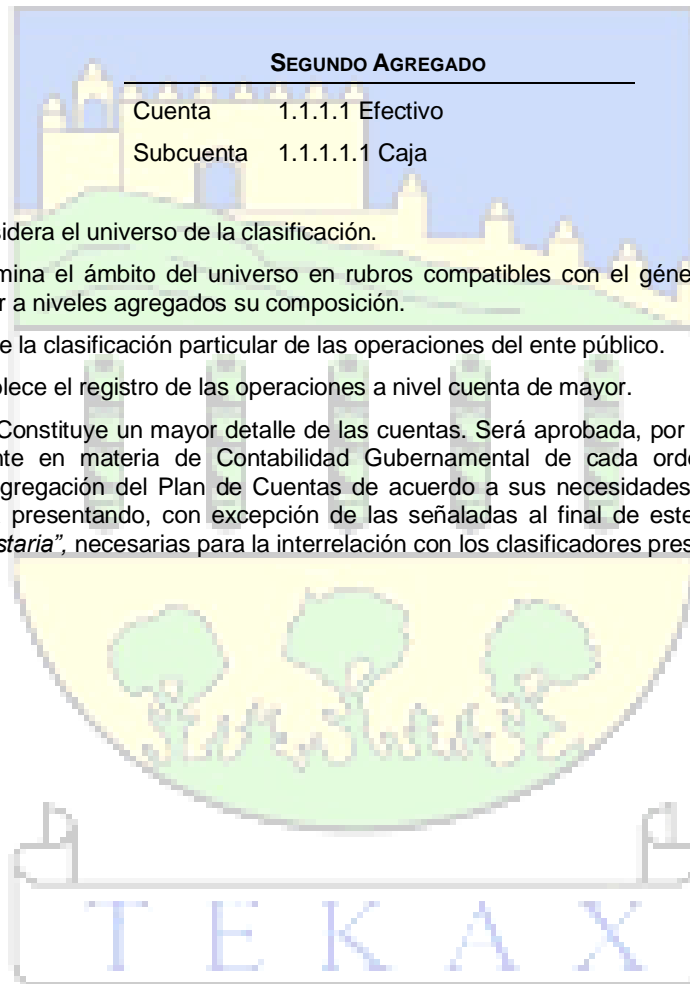 SEGUNDO AGREGADO
Cuenta 1.1.1.1 Efectivo
Subcuenta 1.1.1.1.1 Caja
sidera el universo de la clasificación.
mina el ámbito del universo en rubros compatibles con el géne
r a niveles agregados su composición.
e la clasificación particular de las operaciones del ente público.
blece el registro de las operaciones a nivel cuenta de mayor.
Constituye un mayor detalle de las cuentas. Será aprobada, por
nte en materia de Contabilidad Gubernamental de cada ord
gregación del Plan de Cuentas de acuerdo a sus necesidades
presentando, con excepción de las señaladas al final de este
staria”, necesarias para la interrelación con los clasificadores pres
TEKAX